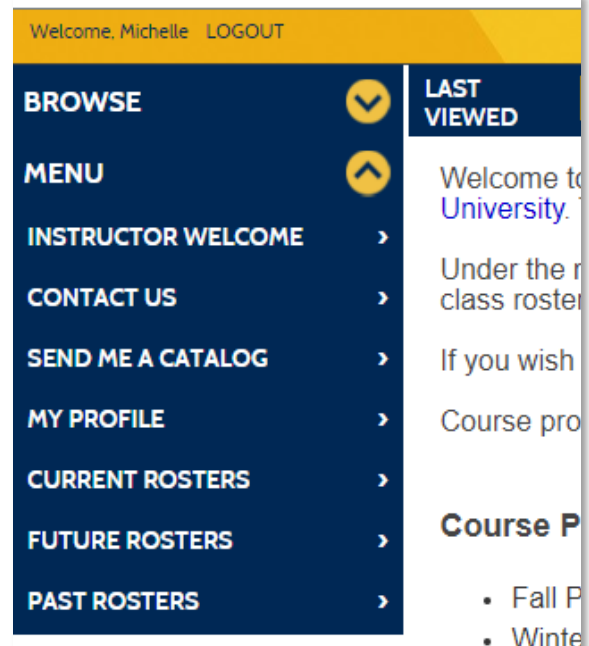 Welcome, Michelle LOGOUT
BROWSE
MENU
INSTRUCTOR WELCOME
CONTACT US
SEND ME A CATALOG
MY PROFILE
CURRENT ROSTERS
FUTURE ROSTERS
PAST ROSTERS
LAST
VIEWED
Welcome to
University.
Under the
class roster
If you wish
Course pro
Course P
• Fall P
• Winte